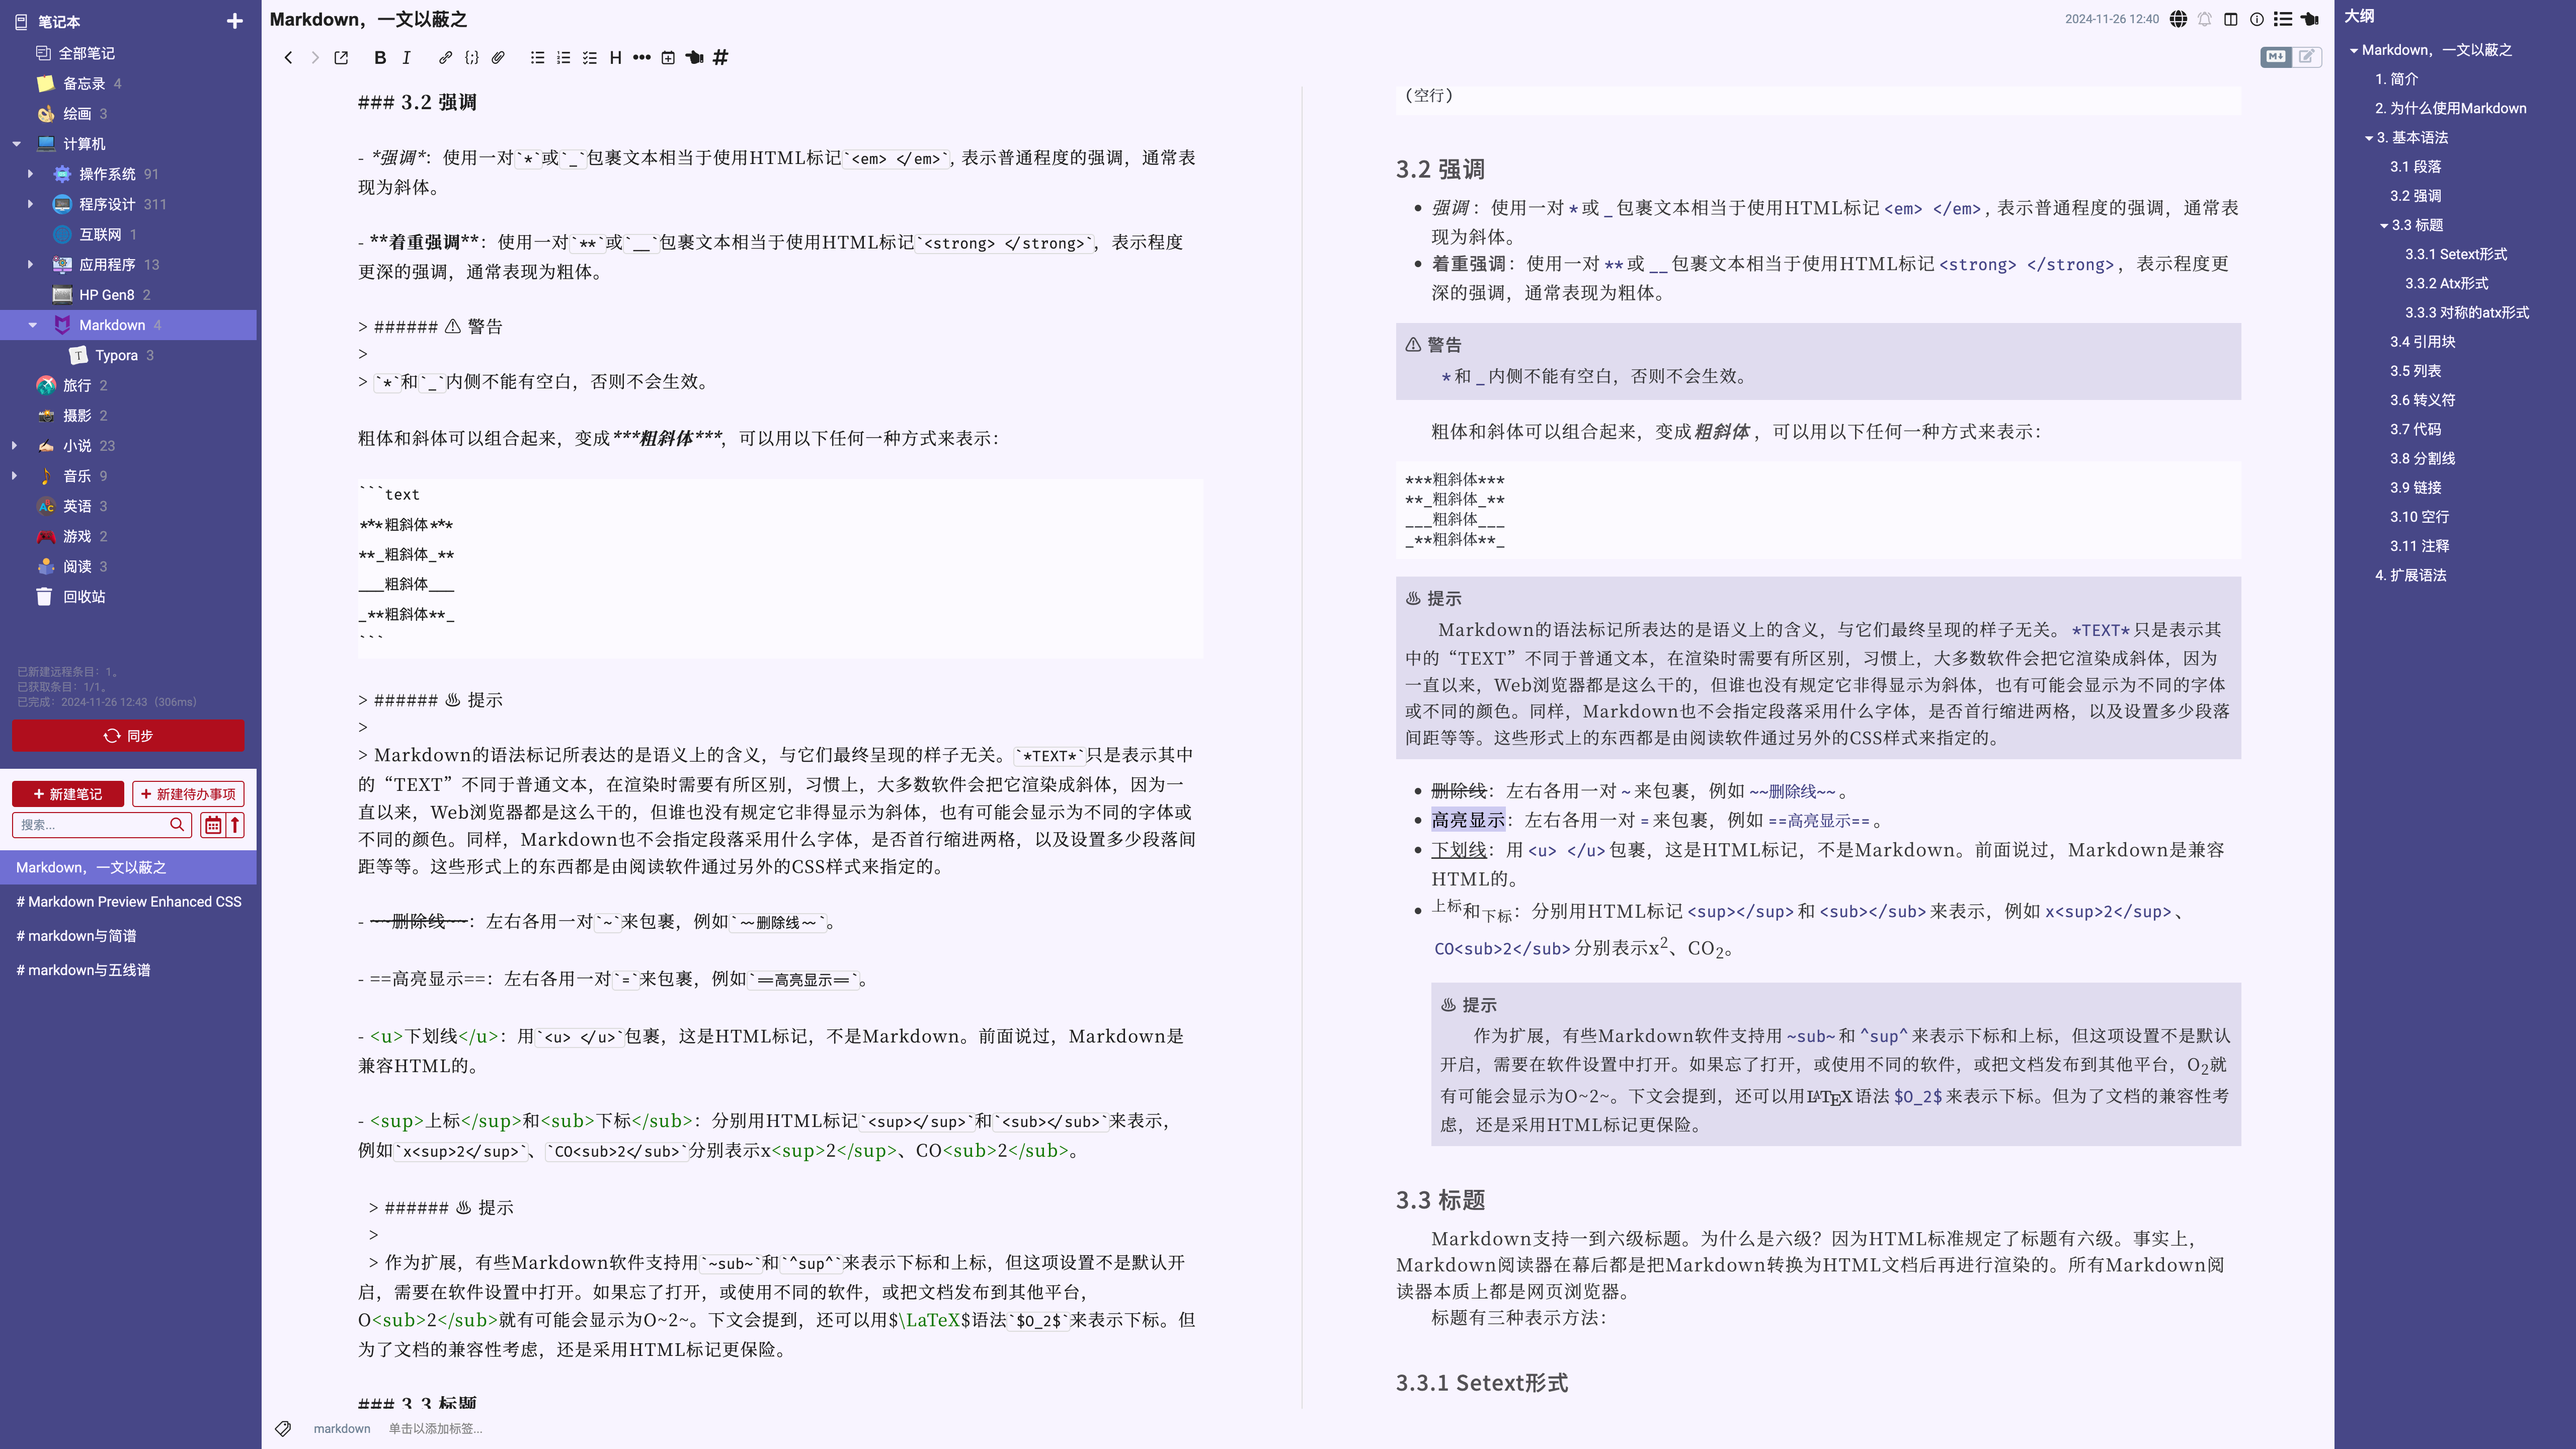 笔记本
全部笔记
备忘录 4
绘画 3
计算机
操作系统 91
程序设计 311
互联网 1
应用程序 13
HP Gen8 2
Markdown 4
Typora 3
旅行 2
摄影 2
小说 23
音乐 9
英语 3
游戏 2
阅读 3
回收站
已新建远程条目：1。
已获取条目：1/1。
已完成：2024-11-26 12:43（306ms）
同步
新建笔记
新建待办事项
搜索...
Markdown，一文以蔽之
# Markdown Preview Enhanced CSS
# markdown与简谱
# markdown与五线谱
Markdown，一文以蔽之
2024-11-26 12:40
### 3.2 强调
- *强调*：使用一对`*`或`_`包裹文本相当于使用HTML标记`<em> </em>`, 表示普通程度的强调，通常表
现为斜体。
- **着重强调**：使用一对`**`或`__`包裹文本相当于使用HTML标记`<strong> </strong>`，表示程度
更深的强调，通常表现为粗体。
> ###### ⚠ 警告
>
> `*`和`_`内侧不能有空白，否则不会生效。
粗体和斜体可以组合起来，变成***粗斜体***，可以用以下任何一种方式来表示：
```text
***粗斜体***
**_粗斜体_**
___粗斜体___
_**粗斜体**_
```
> ###### ♨ 提示
>
> Markdown的语法标记所表达的是语义上的含义，与它们最终呈现的样子无关。`*TEXT*`只是表示其中
的“TEXT”不同于普通文本，在渲染时需要有所区别，习惯上，大多数软件会把它渲染成斜体，因为一
直以来，Web浏览器都是这么干的，但谁也没有规定它非得显示为斜体，也有可能会显示为不同的字体或
不同的颜色。同样，Markdown也不会指定段落采用什么字体，是否首行缩进两格，以及设置多少段落间
距等等。这些形式上的东西都是由阅读软件通过另外的CSS样式来指定的。
- ~~删除线~~：左右各用一对`~`来包裹，例如`~~删除线~~`。
- ==高亮显示==：左右各用一对`=`来包裹，例如`==高亮显示==`。
- <u>下划线</u>：用`<u> </u>`包裹，这是HTML标记，不是Markdown。前面说过，Markdown是
兼容HTML的。
- <sup>上标</sup>和<sub>下标</sub>：分别用HTML标记`<sup></sup>`和`<sub></sub>`来表示，
例如`x<sup>2</sup>`、`CO<sub>2</sub>`分别表示x<sup>2</sup>、CO<sub>2</sub>。
> ###### ♨ 提示
>
> 作为扩展，有些Markdown软件支持用`~sub~`和`^sup^`来表示下标和上标，但这项设置不是默认开
启，需要在软件设置中打开。如果忘了打开，或使用不同的软件，或把文档发布到其他平台，
O<sub>2</sub>就有可能会显示为O~2~。下文会提到，还可以用$\LaTeX$语法`$O_2$`来表示下标。但
为了文档的兼容性考虑，还是采用HTML标记更保险。
### 3.3 标题
markdown 单击以添加标签...
（空行）
3.2 强调
强调：使用一对 * 或 _ 包裹文本相当于使用HTML标记 <em> </em> , 表示普通程度的强调，通常表
现为斜体。
着重强调：使用一对 ** 或 __ 包裹文本相当于使用HTML标记 <strong> </strong> ，表示程度更
深的强调，通常表现为粗体。
⚠ 警告
* 和 _ 内侧不能有空白，否则不会生效。
粗体和斜体可以组合起来，变成粗斜体，可以用以下任何一种方式来表示：
***粗斜体***
**_粗斜体_**
___粗斜体___
_**粗斜体**_
♨ 提示
Markdown的语法标记所表达的是语义上的含义，与它们最终呈现的样子无关。 *TEXT* 只是表示其
中的“TEXT”不同于普通文本，在渲染时需要有所区别，习惯上，大多数软件会把它渲染成斜体，因为
一直以来，Web浏览器都是这么干的，但谁也没有规定它非得显示为斜体，也有可能会显示为不同的字体
或不同的颜色。同样，Markdown也不会指定段落采用什么字体，是否首行缩进两格，以及设置多少段落
间距等等。这些形式上的东西都是由阅读软件通过另外的CSS样式来指定的。
删除线：左右各用一对 ~ 来包裹，例如 ~~删除线~~ 。
高亮显示：左右各用一对 = 来包裹，例如 ==高亮显示== 。
下划线：用 <u> </u> 包裹，这是HTML标记，不是Markdown。前面说过，Markdown是兼容
HTML的。
上标和下标：分别用HTML标记 <sup></sup> 和 <sub></sub> 来表示，例如 x<sup>2</sup> 、
CO<sub>2</sub> 分别表示x²、CO₂。
♨ 提示
作为扩展，有些Markdown软件支持用 ~sub~ 和 ^sup^ 来表示下标和上标，但这项设置不是默认
开启，需要在软件设置中打开。如果忘了打开，或使用不同的软件，或把文档发布到其他平台，O₂就
有可能会显示为O~2~。下文会提到，还可以用LATEX语法 $O_2$ 来表示下标。但为了文档的兼容性考
虑，还是采用HTML标记更保险。
3.3 标题
Markdown支持一到六级标题。为什么是六级？因为HTML标准规定了标题有六级。事实上，
Markdown阅读器在幕后都是把Markdown转换为HTML文档后再进行渲染的。所有Markdown阅
读器本质上都是网页浏览器。
标题有三种表示方法：
3.3.1 Setext形式
大纲
Markdown，一文以蔽之
1. 简介
2. 为什么使用Markdown
3. 基本语法
3.1 段落
3.2 强调
3.3 标题
3.3.1 Setext形式
3.3.2 Atx形式
3.3.3 对称的atx形式
3.4 引用块
3.5 列表
3.6 转义符
3.7 代码
3.8 分割线
3.9 链接
3.10 空行
3.11 注释
4. 扩展语法